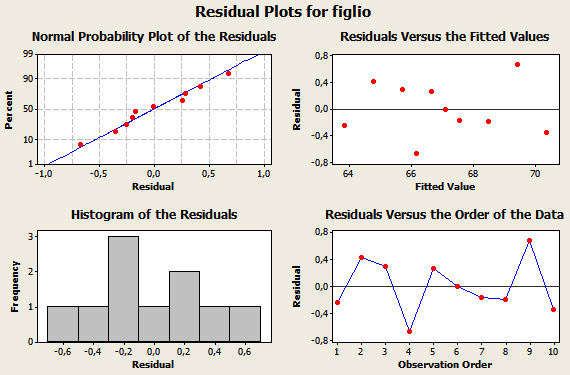 Residual Plots for figlio
Normal Probability Plot of the Residuals
Percent
99
90
50
10
1
-1,0 -0,5 0,0 0,5 1,0
Residual
Residuals Versus the Fitted Values
Residual
0,8
0,4
0,0
-0,4
-0,8
64 66 68 70
Fitted Value
Histogram of the Residuals
Frequency
3
2
1
0
-0,6 -0,4 -0,2 0,0 0,2 0,4 0,6
Residual
Residuals Versus the Order of the Data
Residual
0,8
0,4
0,0
-0,4
-0,8
1 2 3 4 5 6 7 8 9 10
Observation Order